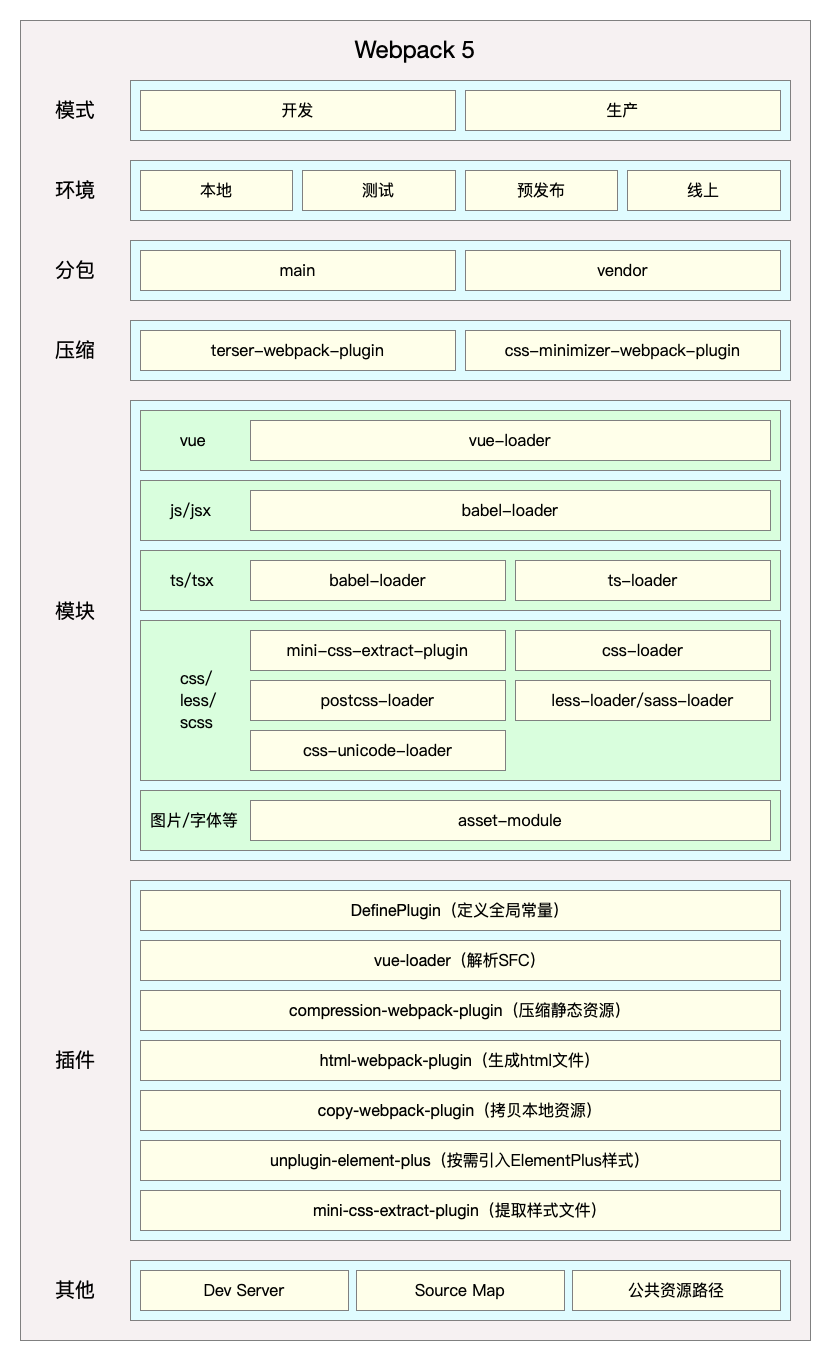 Webpack 5
模式
开发
生产
环境
本地
测试
预发布
线上
分包
main
vendor
压缩
terser-webpack-plugin
css-minimizer-webpack-plugin
模块
vue
vue-loader
js/jsx
babel-loader
ts/tsx
babel-loader
ts-loader
css/
less/
scss
mini-css-extract-plugin
css-loader
postcss-loader
less-loader/sass-loader
css-unicode-loader
图片/字体等
asset-module
插件
DefinePlugin（定义全局常量）
vue-loader（解析SFC）
compression-webpack-plugin（压缩静态资源）
html-webpack-plugin（生成html文件）
copy-webpack-plugin（拷贝本地资源）
unplugin-element-plus（按需引入ElementPlus样式）
mini-css-extract-plugin（提取样式文件）
其他
Dev Server
Source Map
公共资源路径